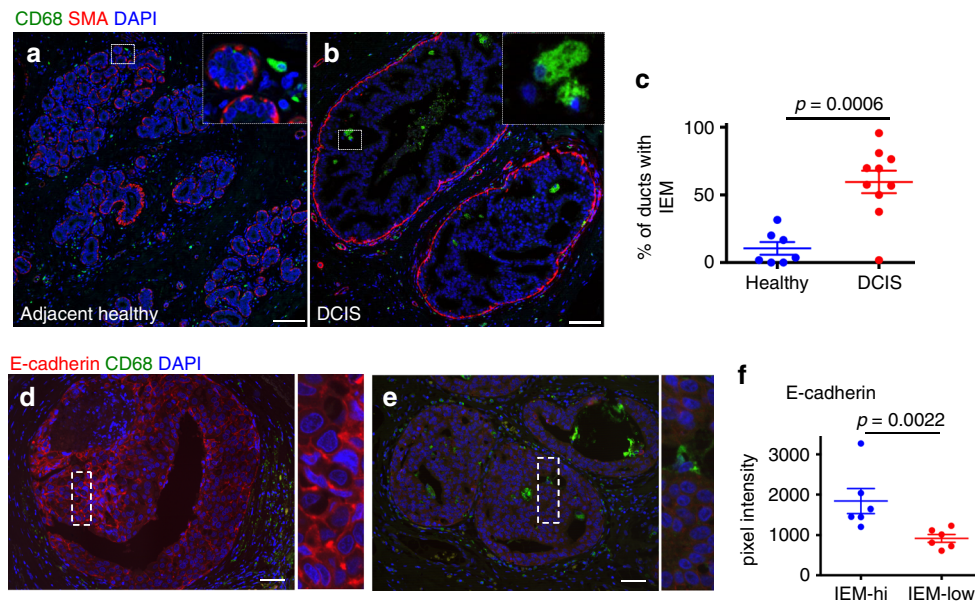 CD68 SMA DAPI
a
b
Adjacent healthy
DCIS
c
p = 0.0006
% of ducts with
IEM
100
50
0
Healthy
DCIS
E-cadherin CD68 DAPI
d
e
f
E-cadherin
p = 0.0022
pixel intensity
3000
2000
1000
0
IEM-hi
IEM-low